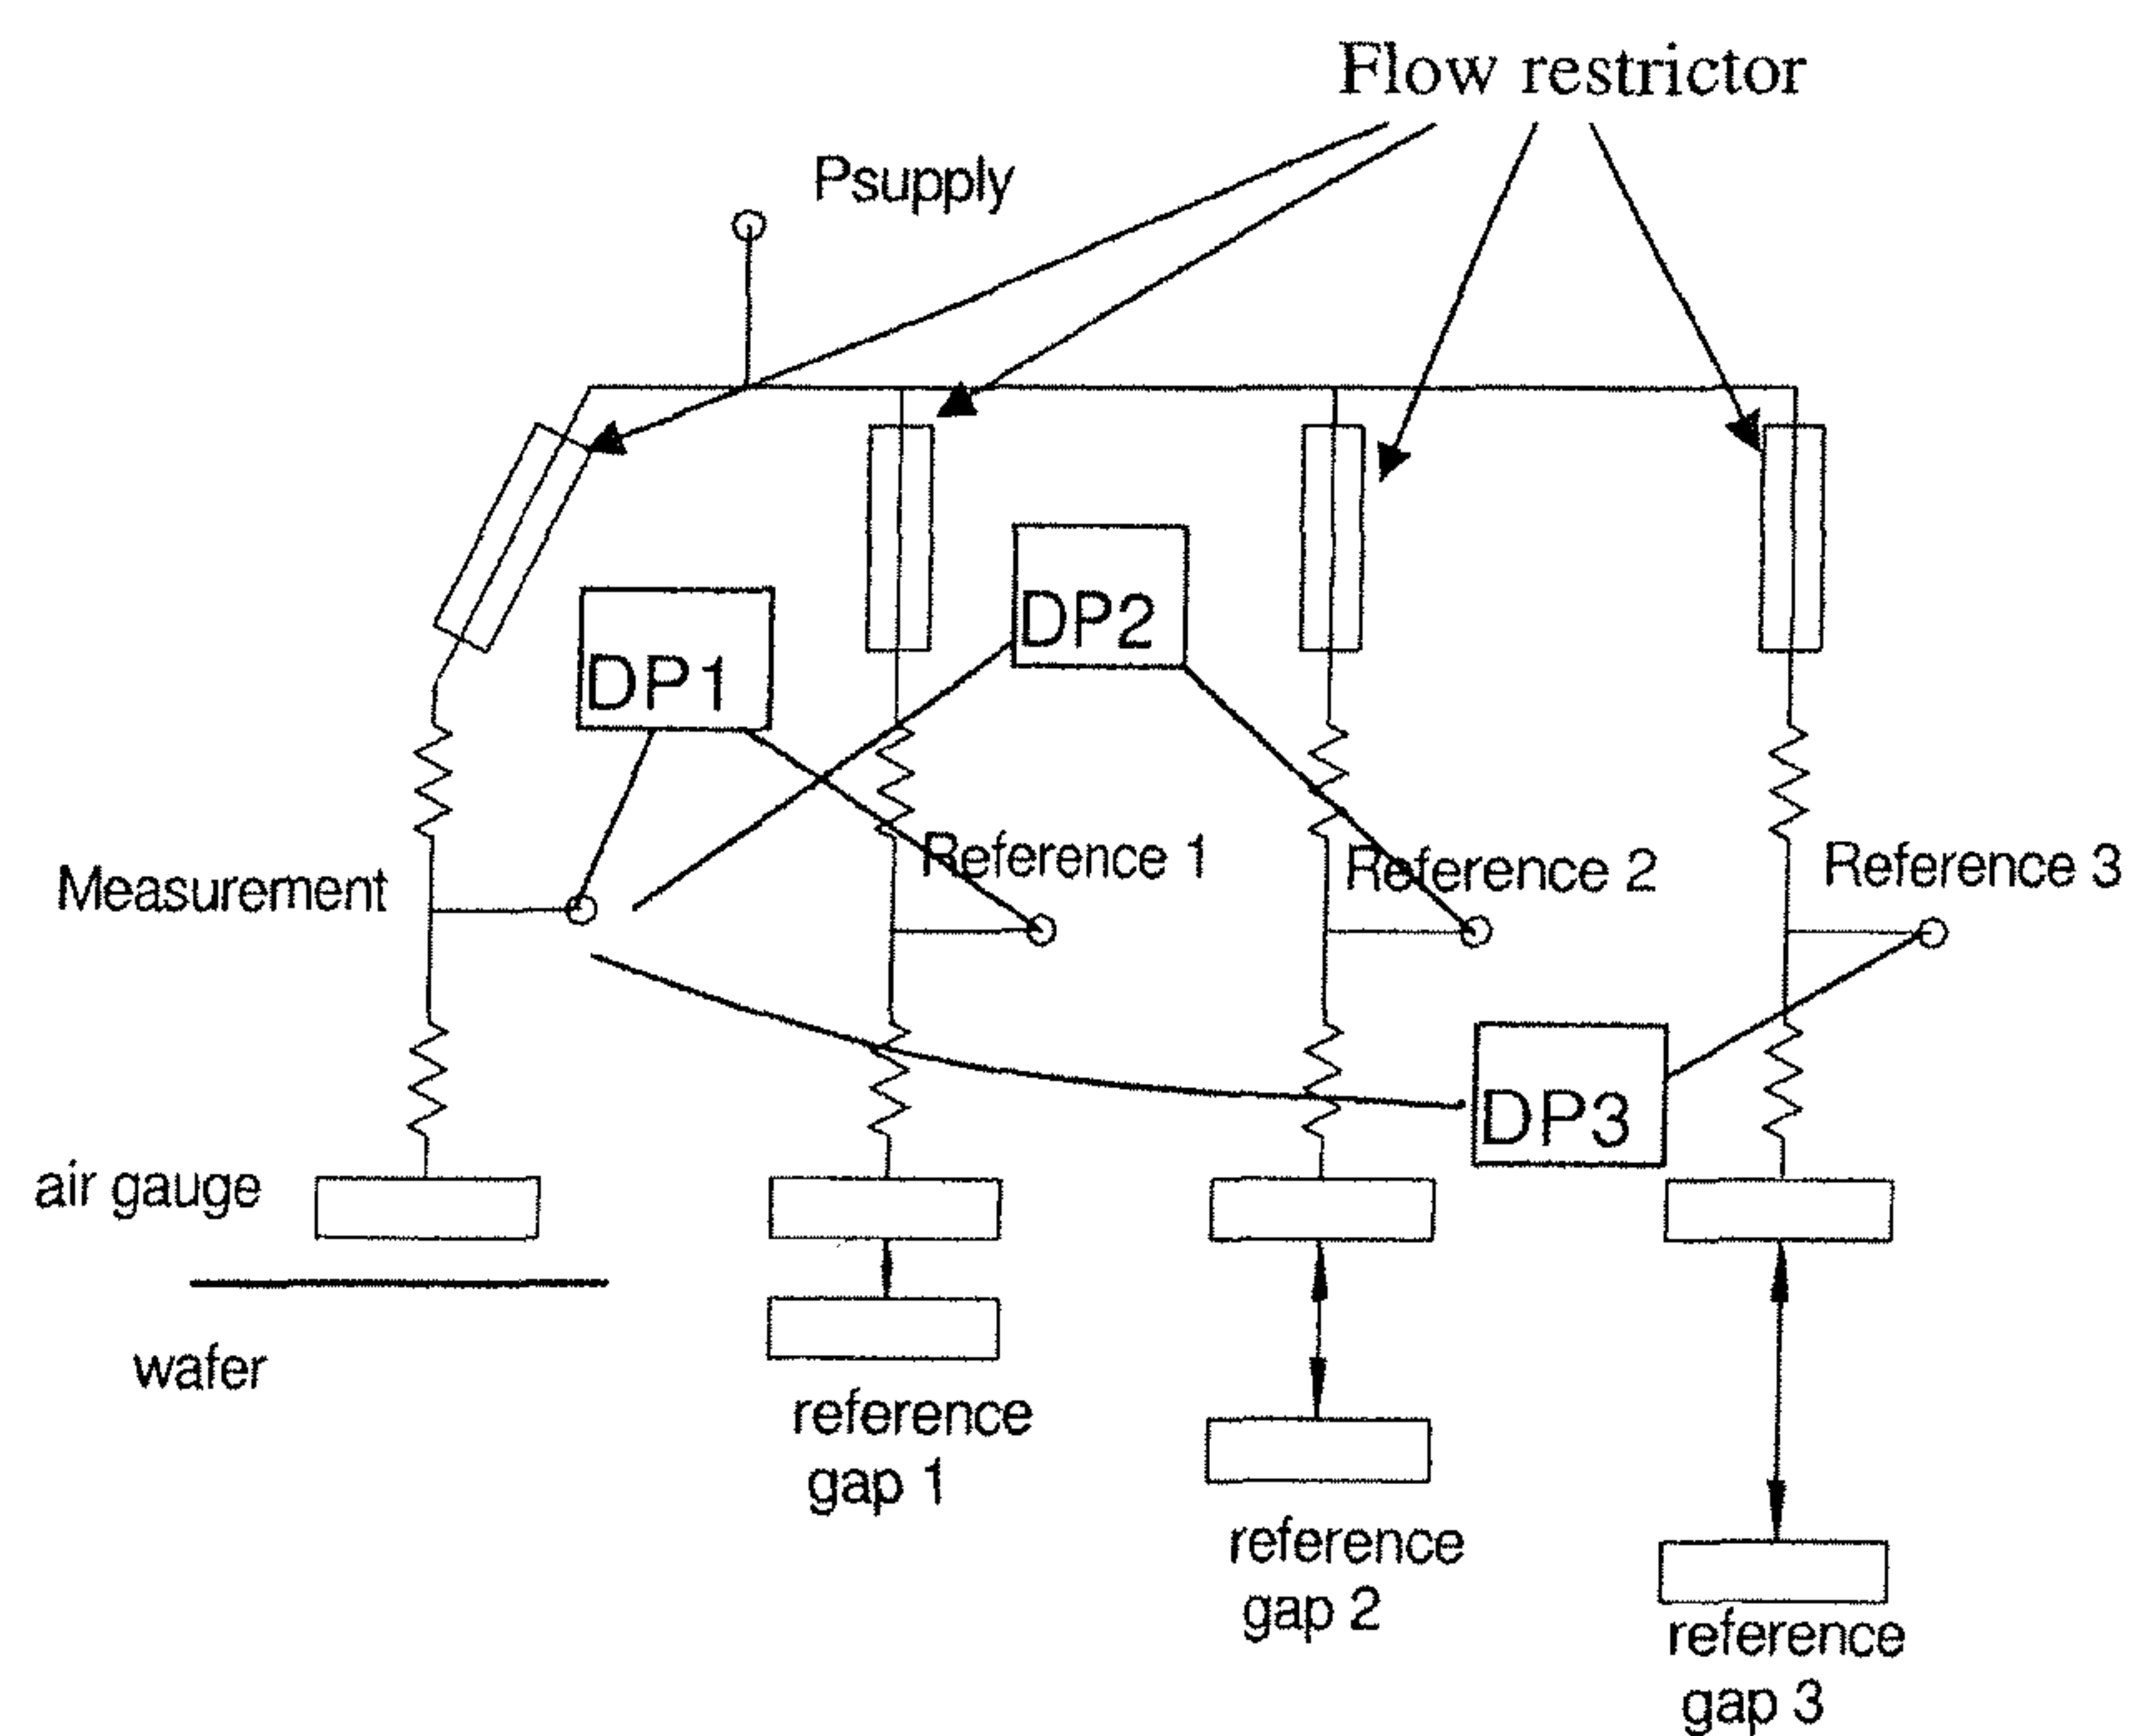 Flow restrictor
Psupply
DP2
DP1
Reference 1
Reference 2
Reference 3
Measurement
DP3
air gauge
wafer
reference
gap 1
reference
gap 2
reference
gap 3